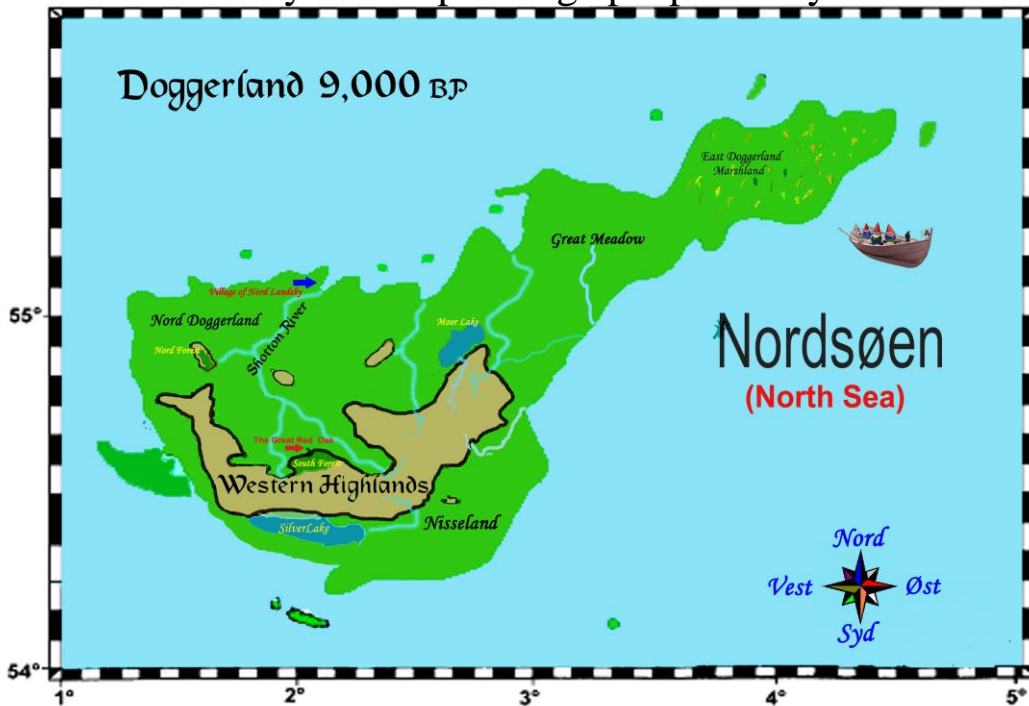 Doggerland 9,000 BP
East Doggerland
Marshland
Great Meadow
Village of Nord Landsby
55°
Nord Doggerland
Shotton River
Moor Lake
Nord Forest
Nordsøen
(North Sea)
The Great Red Oak
South Forest
Western Highlands
SilverLake
Nisseland
Nord
Vest
Øst
Syd
54°
1°
2°
3°
4°
5°